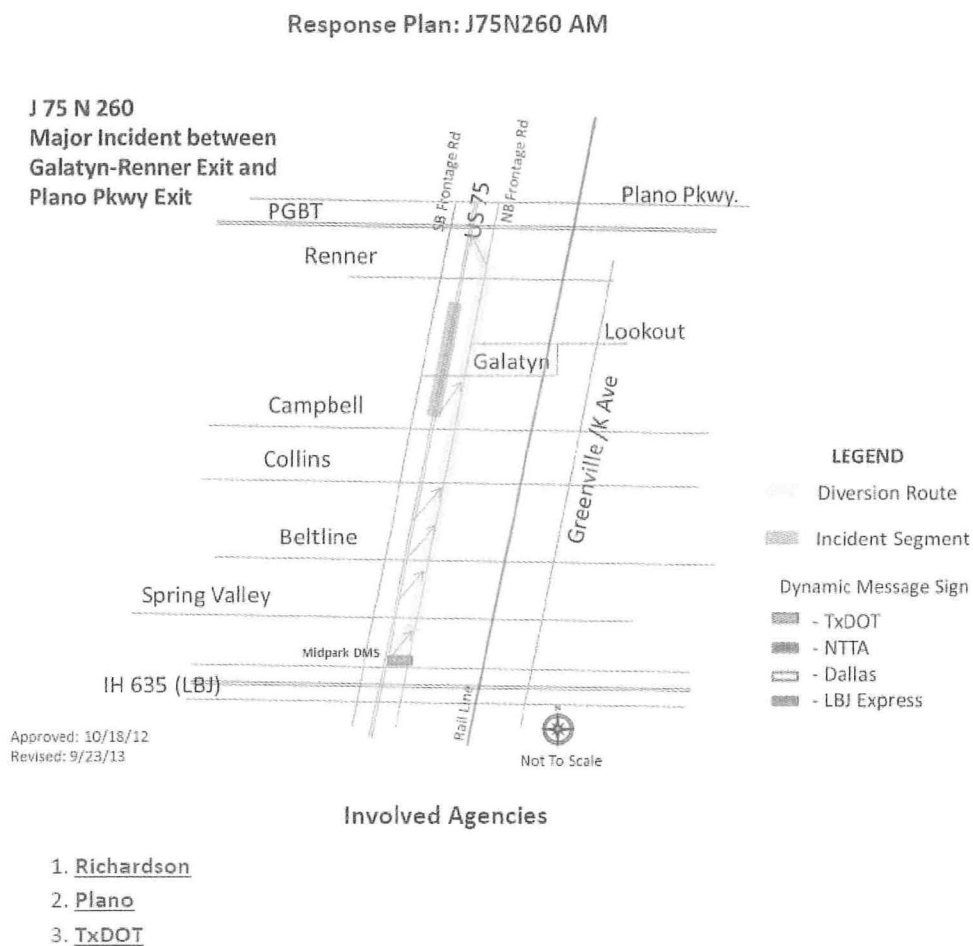 Response Plan: J75N260 AM
J 75 N 260
Major Incident between
Galatyn-Renner Exit and
Plano Pkwy Exit
SB Frontage Rd
US-75
NB Frontage Rd
Plano Pkwy.
PGBT
Renner
Lookout
Galatyn
Campbell
Greenville /K Ave
Collins
Beltline
Spring Valley
Midpark DMS
IH 635 (LBJ)
Rail Line
N
Not To Scale
LEGEND
Diversion Route
Incident Segment
Dynamic Message Sign
- TxDOT
- NTTA
- Dallas
- LBJ Express
Approved: 10/18/12
Revised: 9/23/13
Involved Agencies
1. Richardson
2. Plano
3. TxDOT